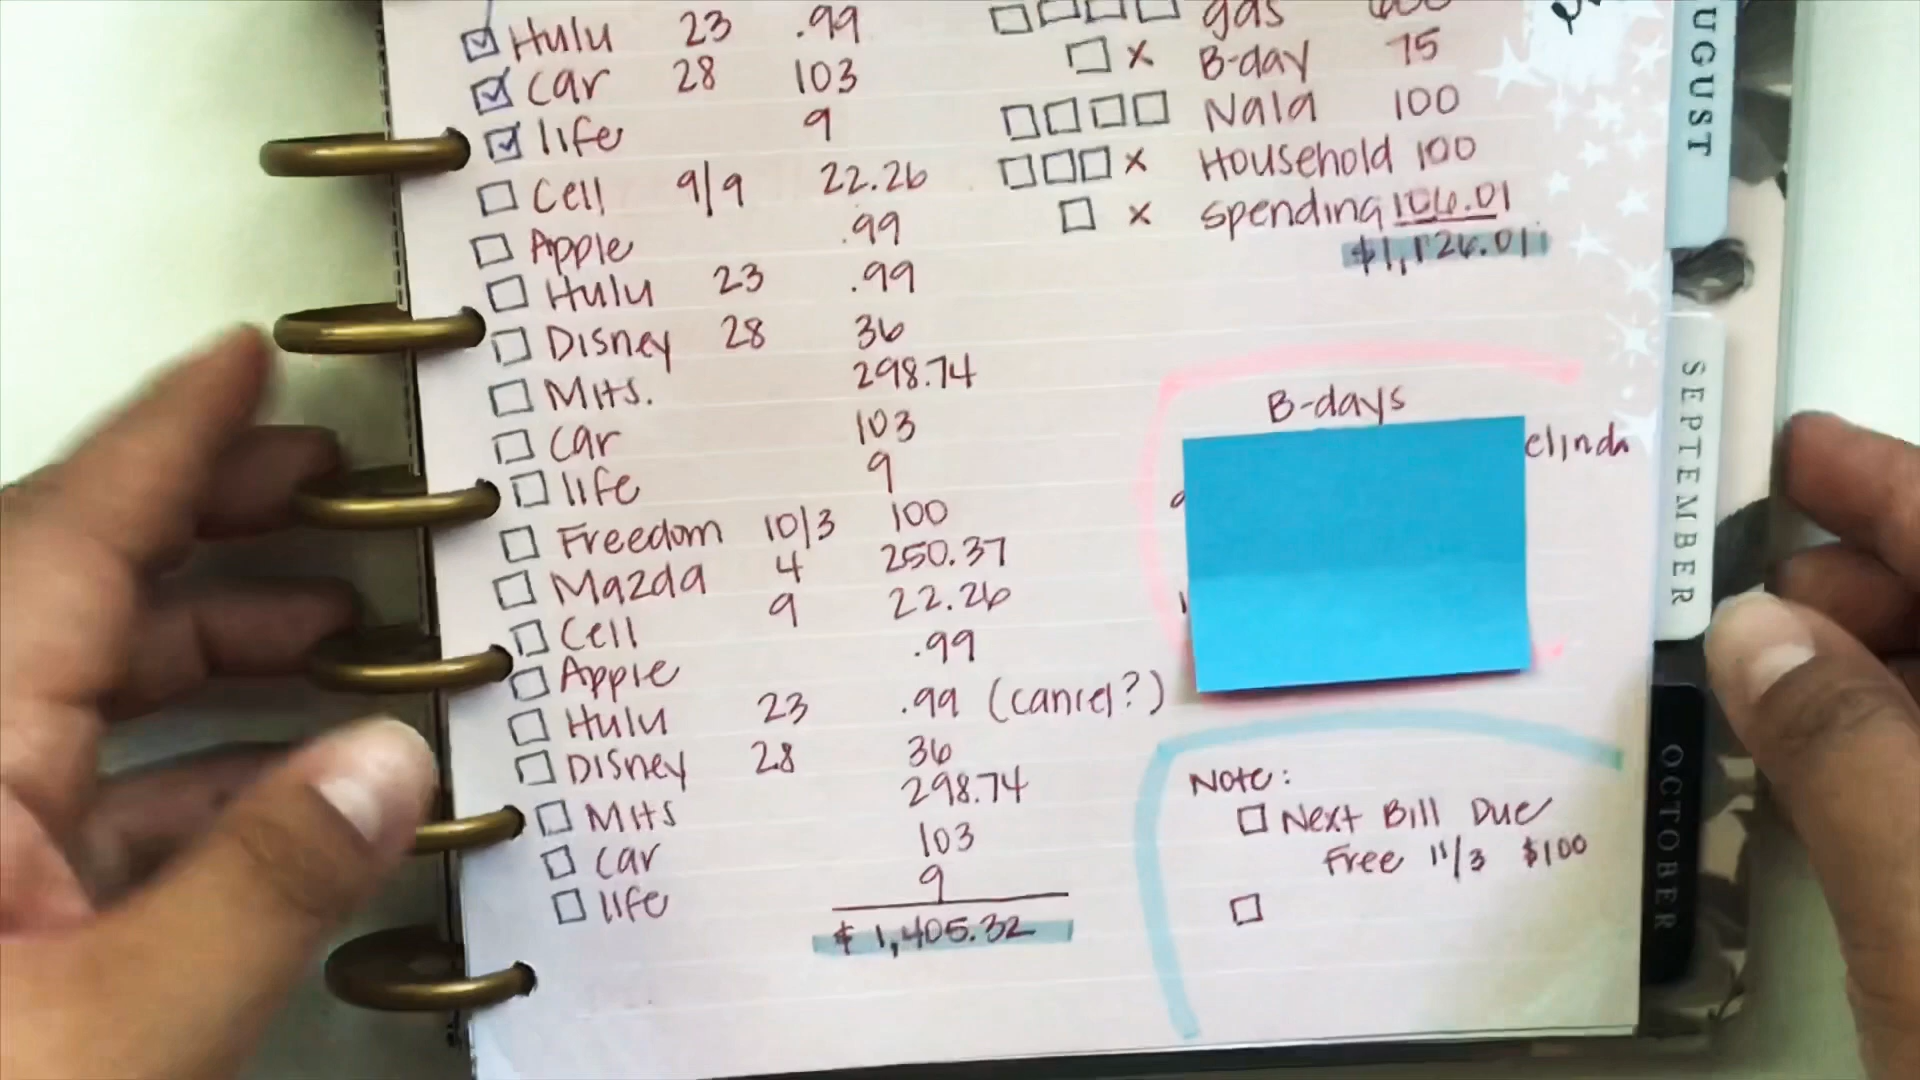 Hulu 23 .99
Car 28 103
life 9
Cell 9/9 22.26
Apple .99
Hulu 23 .99
Disney 28 36
Mits. 298.74
Car 103
life 9
Freedom 10/3 100
Mazda 4 250.37
Cell 9 22.26
Apple .99
Hulu 23 .99 (cancel?)
Disney 28 36
Mits 298.74
Car 103
life 9
$1,405.32
gas
x B-day 75
Nala 100
x Household 100
x spending 106.01
$1,126.01
B-days
elinda
Note:
Next Bill Due
Free 11/3 $100
UGUST
SEPTEMBER
OCTOBER